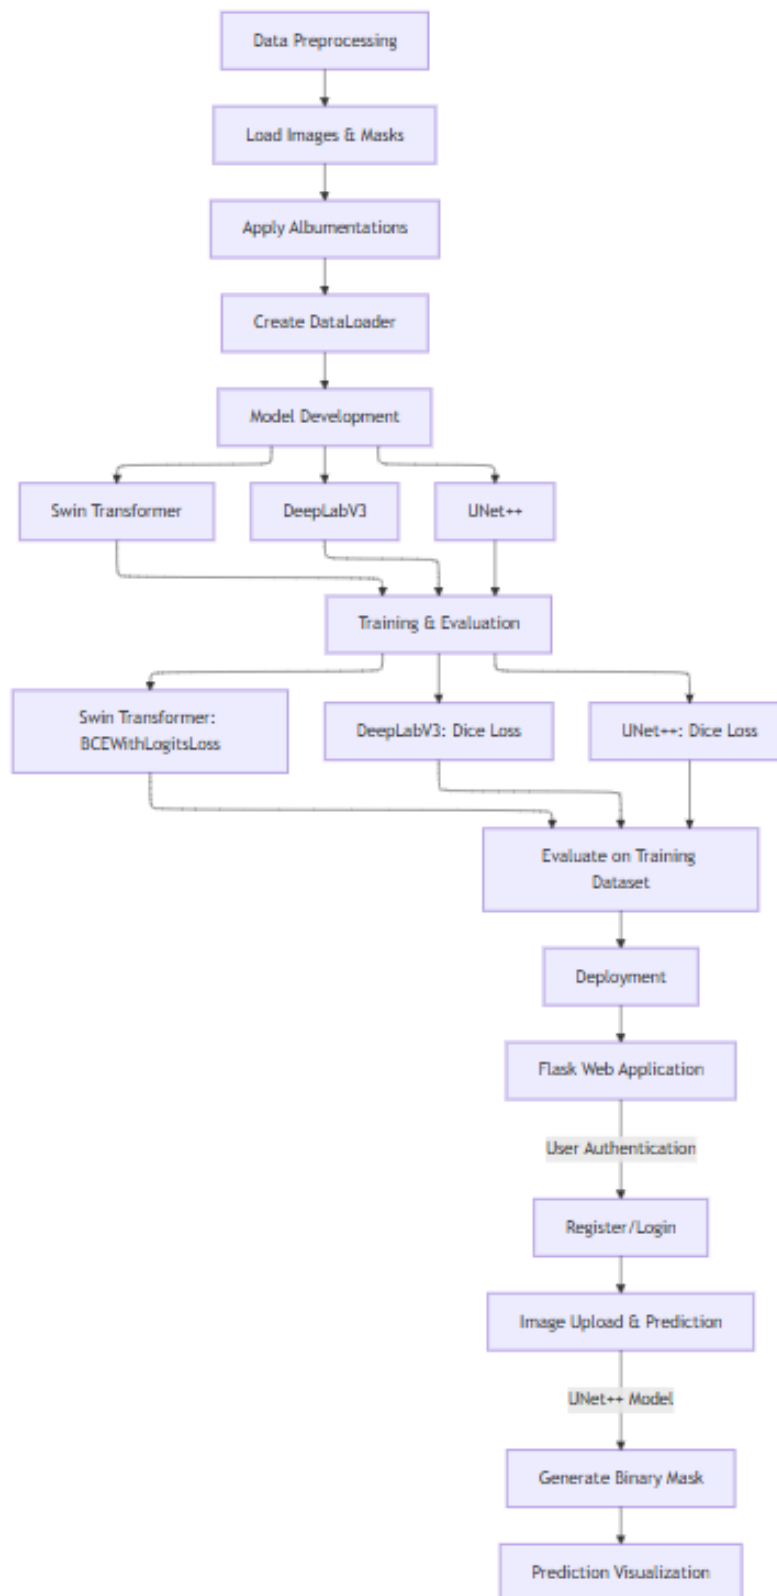 Data Preprocessing
Load Images & Masks
Apply Albumentations
Create DataLoader
Model Development
Swin Transformer
DeepLabV3
UNet++
Training & Evaluation
Swin Transformer:
BCEWithLogitsLoss
DeepLabV3: Dice Loss
UNet++: Dice Loss
Evaluate on Training
Dataset
Deployment
Flask Web Application
User Authentication
Register/Login
Image Upload & Prediction
UNet++ Model
Generate Binary Mask
Prediction Visualization